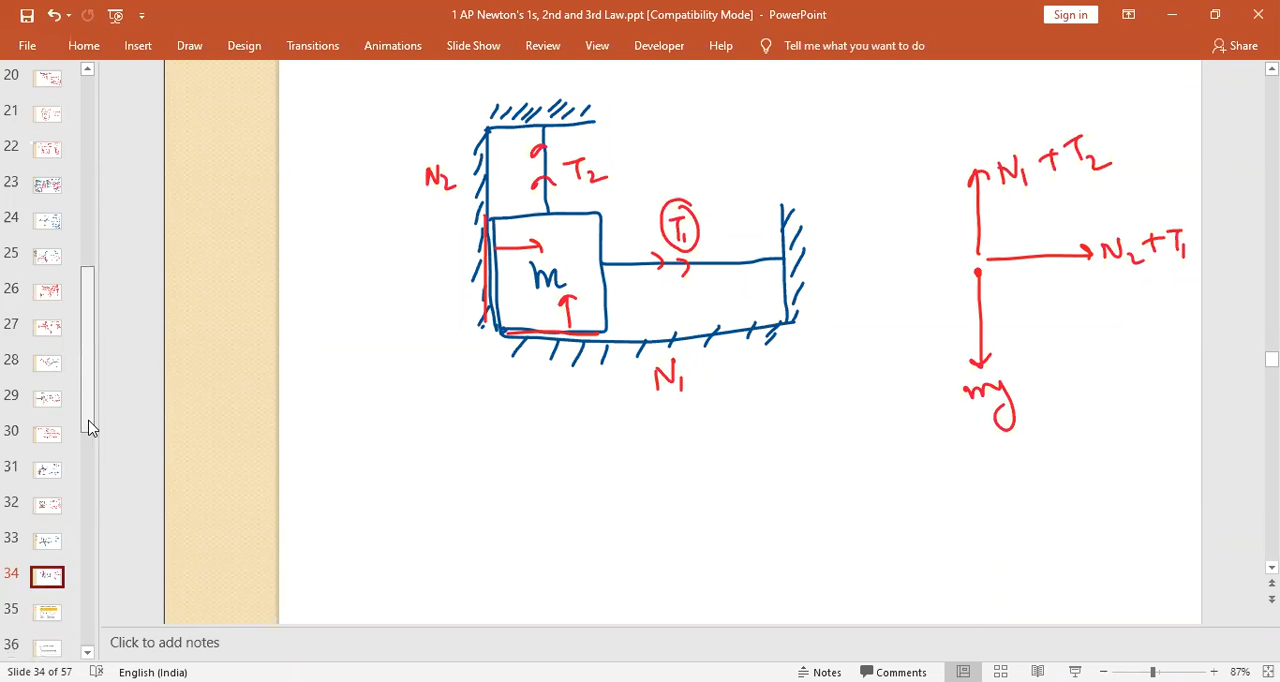 1 AP Newton's 1s, 2nd and 3rd Law.ppt [Compatibility Mode] - PowerPoint
Sign in
File Home Insert Draw Design Transitions Animations Slide Show Review View Developer Help Tell me what you want to do Share
20
21
22
23
24
25
26
27
28
29
30
31
32
33
34
35
36
N2
T2
T1
m
N1
N1 + T2
N2 + T1
mg
Click to add notes
Slide 34 of 57 English (India) Notes Comments 87%